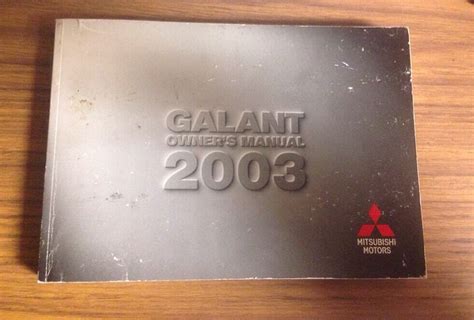 GALANT
OWNER'S MANUAL
2003
MITSUBISHI
MOTORS